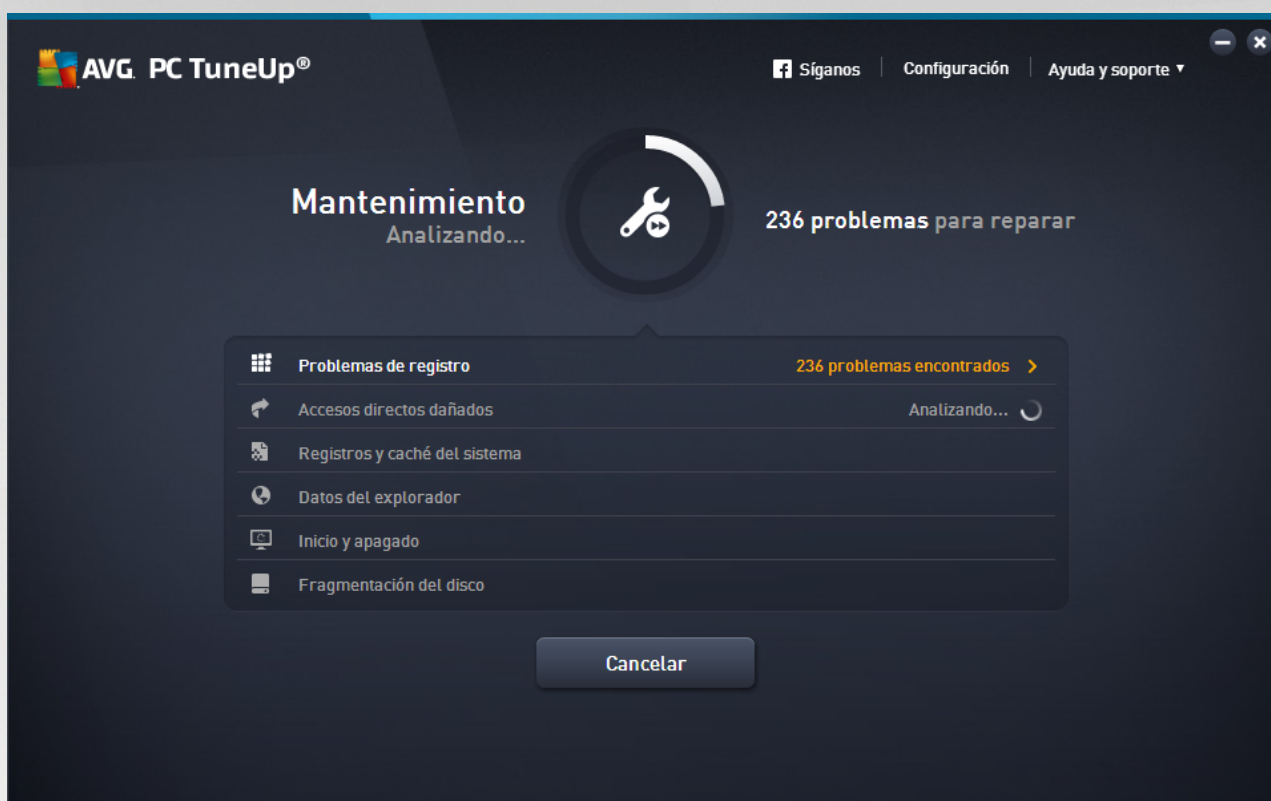 AVG. PC TuneUp®
Síganos
Configuración
Ayuda y soporte
Mantenimiento
Analizando...
236 problemas para reparar
Problemas de registro 236 problemas encontrados
Accesos directos dañados Analizando...
Registros y caché del sistema
Datos del explorador
Inicio y apagado
Fragmentación del disco
Cancelar